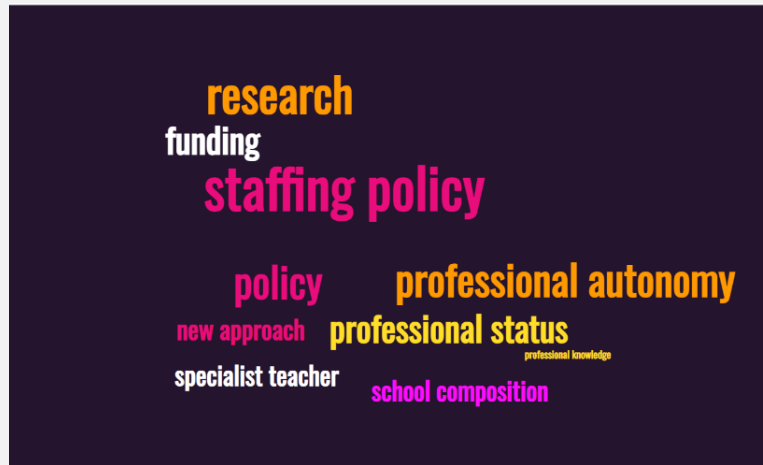 research
funding
staffing policy
policy
professional autonomy
new approach
professional status
professional knowledge
specialist teacher
school composition